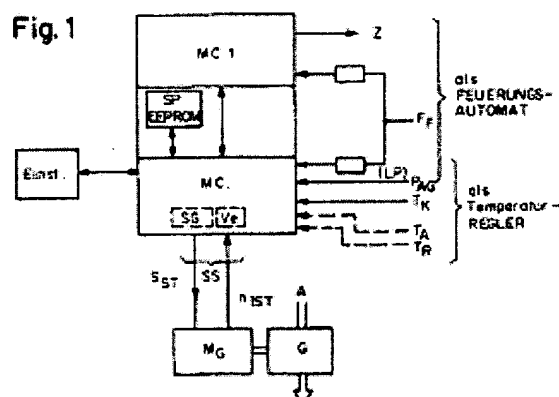 Fig. 1
MC 1
Z
als
FEUERUNGS-
AUTOMAT
SP
EEPROM
F_F
Einst.
MC.
(LP)
P_AG
T_K
T_A
T_R
als
Temperatur-
REGLER
SG
Ve
S_ST
SS
n_IST
A
M_G
G